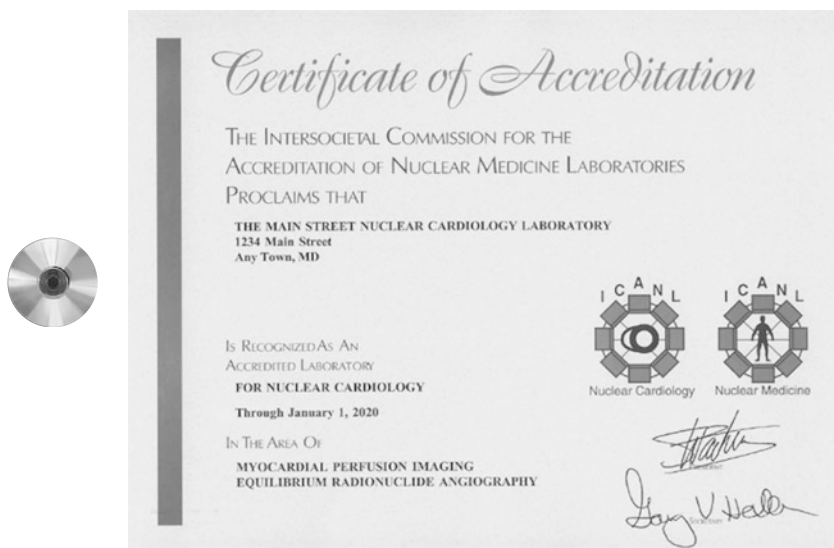 Certificate of Accreditation
THE INTERSOCIETAL COMMISSION FOR THE
ACCREDITATION OF NUCLEAR MEDICINE LABORATORIES
PROCLAIMS THAT
THE MAIN STREET NUCLEAR CARDIOLOGY LABORATORY
1234 Main Street
Any Town, MD
ICANL
Nuclear Cardiology
ICANL
Nuclear Medicine
IS RECOGNIZED AS AN
ACCREDITED LABORATORY
FOR NUCLEAR CARDIOLOGY
Through January 1, 2020
IN THE AREA OF
MYOCARDIAL PERFUSION IMAGING
EQUILIBRIUM RADIONUCLIDE ANGIOGRAPHY
Gary V
Secretary